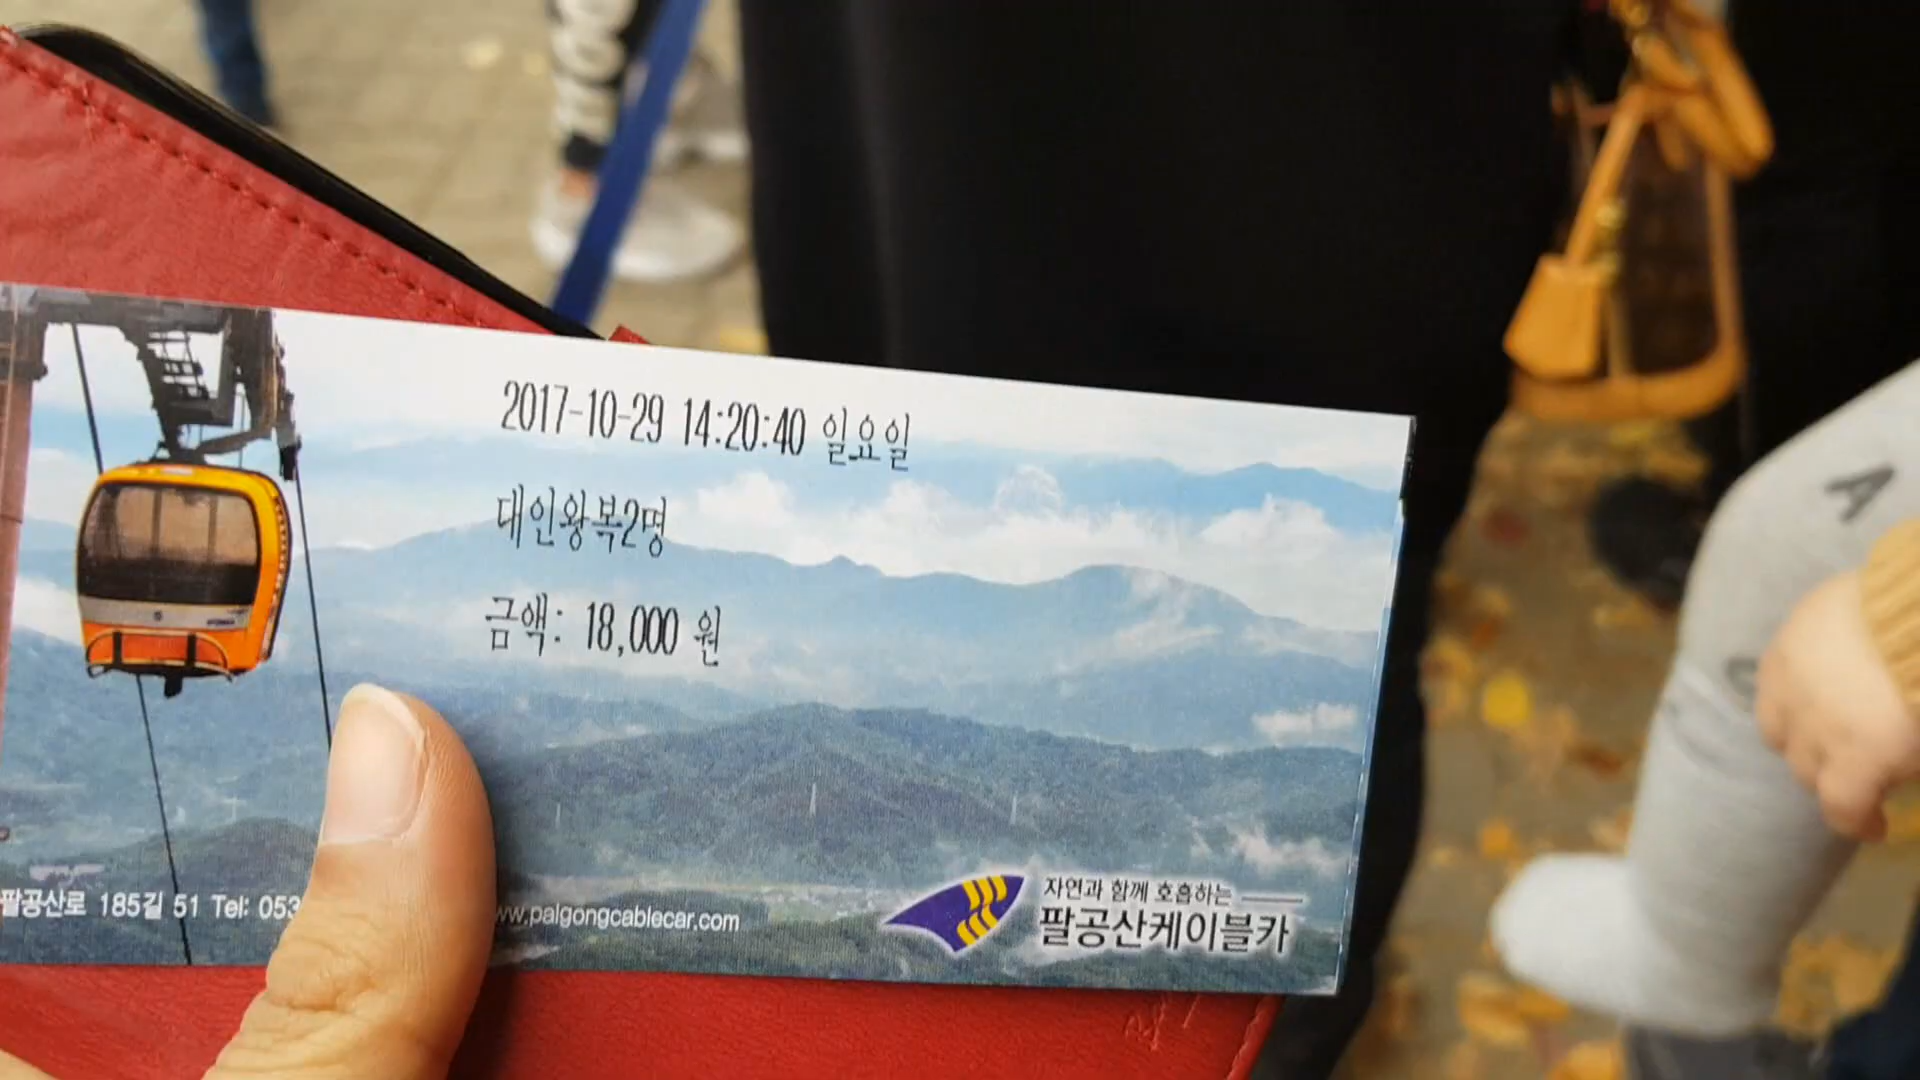 2017-10-29 14:20:40 일요일
대인왕복2명
금액: 18,000 원
팔공산로 185길 51 Tel: 053
www.palgongcablecar.com
자연과 함께 호흡하는
팔공산케이블카
A